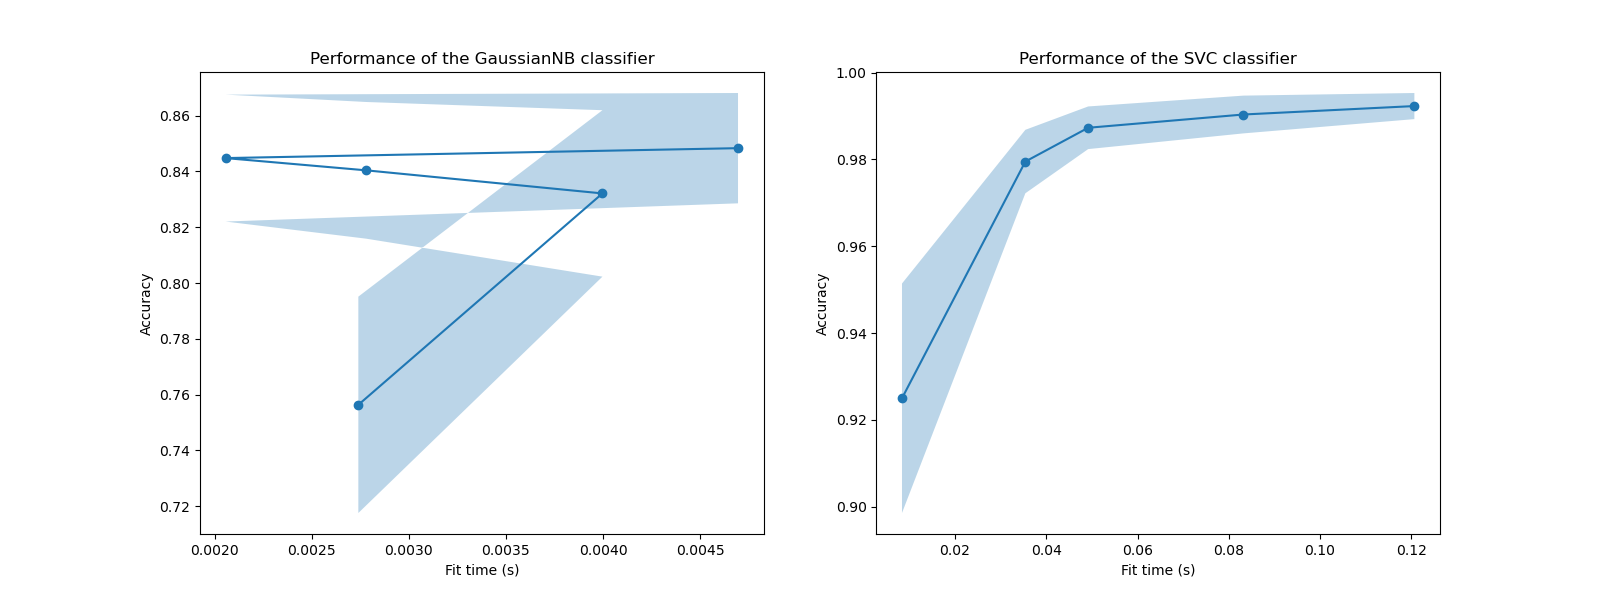 Performance of the GaussianNB classifier
Accuracy
0.86
0.84
0.82
0.80
0.78
0.76
0.74
0.72
0.0020 0.0025 0.0030 0.0035 0.0040 0.0045
Fit time (s)
Performance of the SVC classifier
Accuracy
1.00
0.98
0.96
0.94
0.92
0.90
0.02 0.04 0.06 0.08 0.10 0.12
Fit time (s)